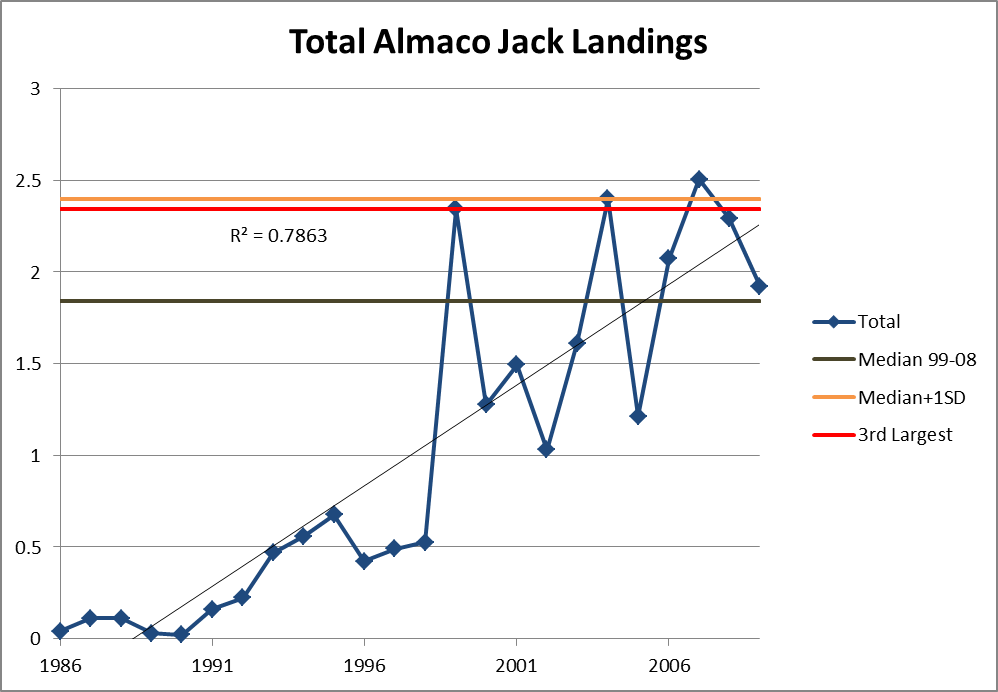 Total Almaco Jack Landings
3
2.5
2
1.5
1
0.5
0
R² = 0.7863
1986
1991
1996
2001
2006
Total
Median 99-08
Median+1SD
3rd Largest